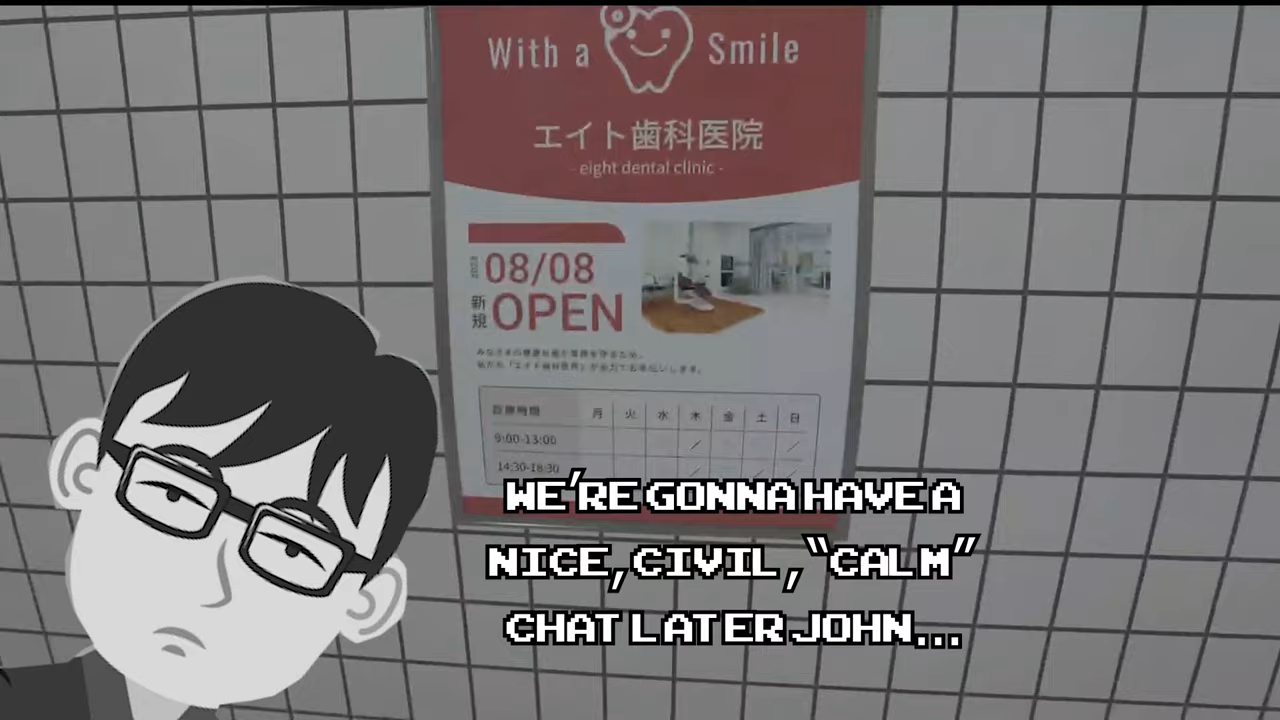 With a Smile
エイト歯科医院
- eight dental clinic -
08/08
新規
OPEN
診療時間 月 火 水 木 金 土 日
9:00-13:00 ／ ／
14:30-18:30 ／ ／ ／
WE'RE GONNA HAVE A
NICE, CIVIL, “CALM”
CHAT LATER JOHN...